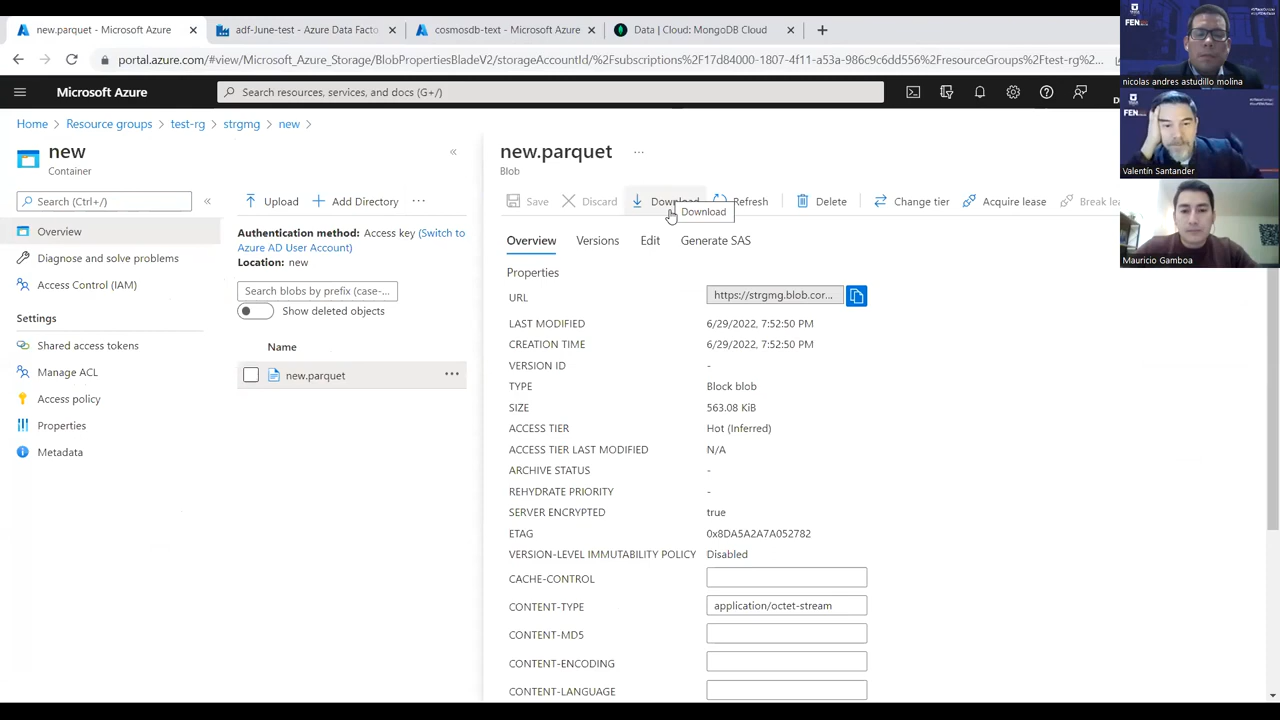 new.parquet - Microsoft Azure
adf-June-test - Azure Data Facto
cosmosdb-text - Microsoft Azure
Data | Cloud: MongoDB Cloud
portal.azure.com/#view/Microsoft_Azure_Storage/BlobPropertiesBladeV2/storageAccountId/%2Fsubscriptions%2F17d84000-1807-4f11-a53a-986c9c6dd556%2FresourceGroups%2Ftest-rg%2...
Microsoft Azure
Search resources, services, and docs (G+/)
Home > Resource groups > test-rg > strgmg > new >
new
Container
Search (Ctrl+/)
Overview
Diagnose and solve problems
Access Control (IAM)
Settings
Shared access tokens
Manage ACL
Access policy
Properties
Metadata
Upload
Add Directory
Authentication method: Access key (Switch to
Azure AD User Account)
Location: new
Search blobs by prefix (case-...
Show deleted objects
Name
new.parquet
new.parquet
Blob
Save
Discard
Download
Refresh
Delete
Change tier
Acquire lease
Break lea
Download
Overview
Versions
Edit
Generate SAS
Properties
URL https://strgmg.blob.cor...
LAST MODIFIED 6/29/2022, 7:52:50 PM
CREATION TIME 6/29/2022, 7:52:50 PM
VERSION ID -
TYPE Block blob
SIZE 563.08 KiB
ACCESS TIER Hot (Inferred)
ACCESS TIER LAST MODIFIED N/A
ARCHIVE STATUS -
REHYDRATE PRIORITY -
SERVER ENCRYPTED true
ETAG 0x8DA5A2A7A052782
VERSION-LEVEL IMMUTABILITY POLICY Disabled
CACHE-CONTROL
CONTENT-TYPE application/octet-stream
CONTENT-MD5
CONTENT-ENCODING
CONTENT-LANGUAGE
FEN
nicolas andres astudillo molina
FEN
Valentín Santander
Mauricio Gamboa